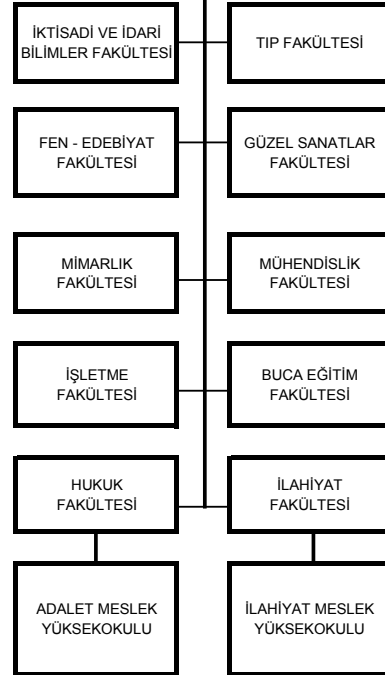 İKTİSADİ VE İDARİ
BİLİMLER FAKÜLTESİ
TIP FAKÜLTESİ
FEN - EDEBİYAT
FAKÜLTESİ
GÜZEL SANATLAR
FAKÜLTESİ
MİMARLIK
FAKÜLTESİ
MÜHENDİSLİK
FAKÜLTESİ
İŞLETME
FAKÜLTESİ
BUCA EĞİTİM
FAKÜLTESİ
HUKUK
FAKÜLTESİ
İLAHİYAT
FAKÜLTESİ
ADALET MESLEK
YÜKSEKOKULU
İLAHİYAT MESLEK
YÜKSEKOKULU